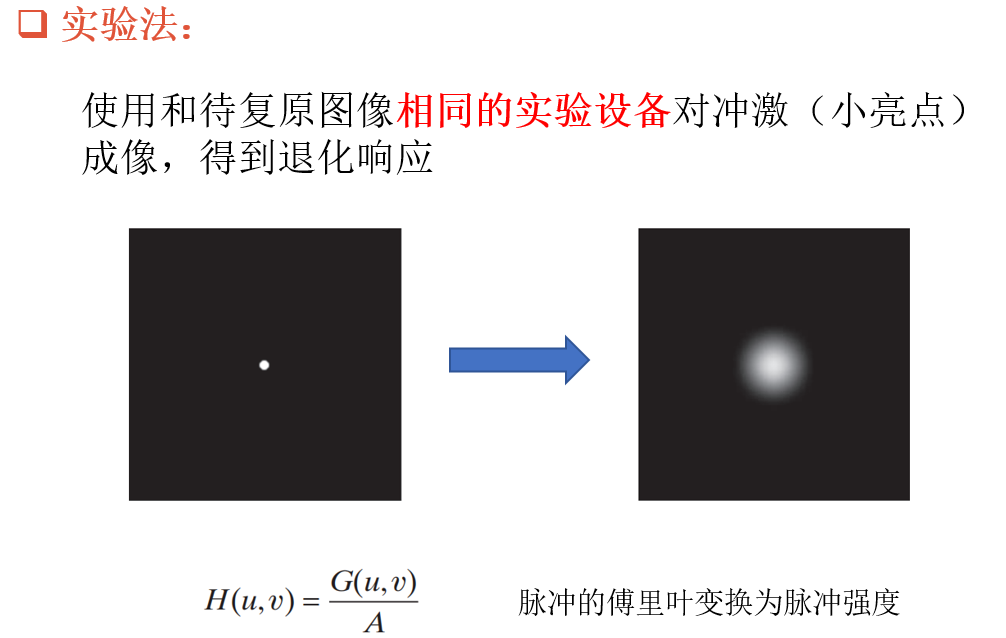 实验法:
使用和待复原图像相同的实验设备对冲激（小亮点）
成像，得到退化响应
H(u,v) = G(u,v) / A
脉冲的傅里叶变换为脉冲强度